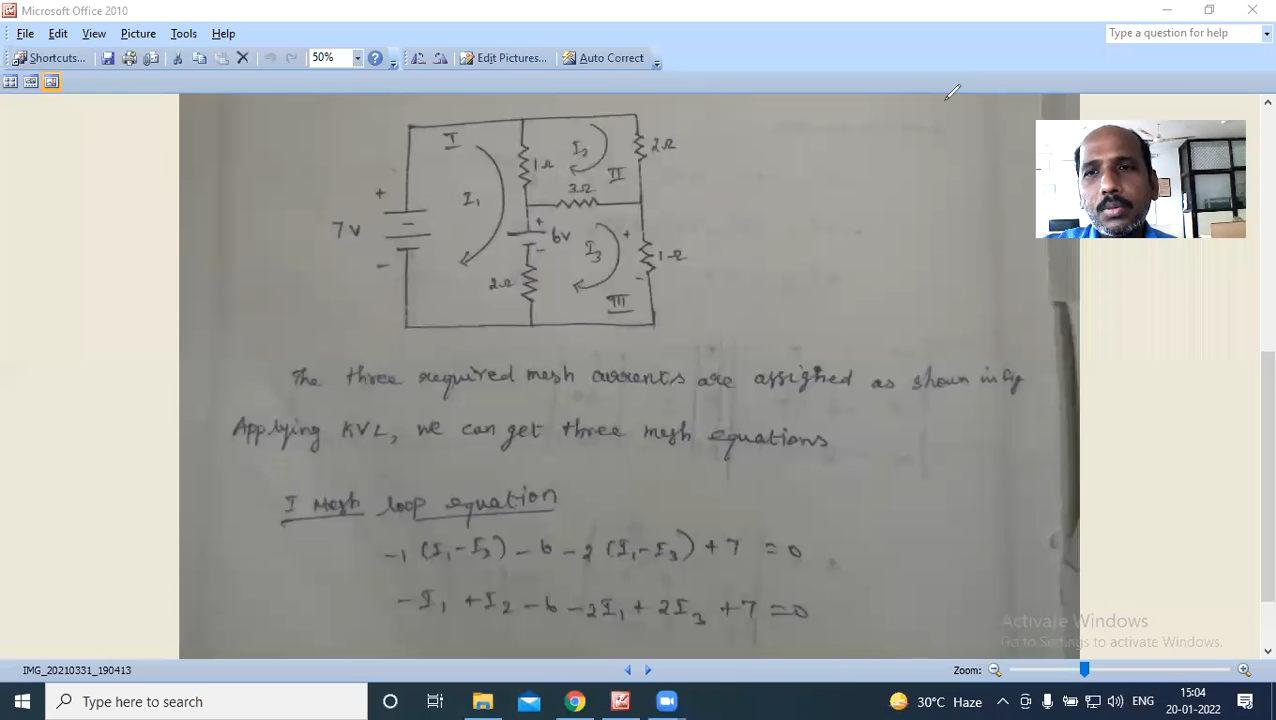 Microsoft Office 2010
File Edit View Picture Tools Help
Type a question for help
Shortcuts... 50% Edit Pictures... Auto Correct
I
I₁
7V
+
-
1Ω
I₂
II
2Ω
3Ω
+
6V
-
2Ω
I₃
III
+
1Ω
-
The three required mesh currents are assigned as shown in fig
Applying KVL, we can get three mesh equations
I Mesh loop equation
-1 (I₁-I₂) - 6 - 2 (I₁-I₃) + 7 = 0
-I₁ + I₂ - 6 - 2I₁ + 2I₃ + 7 = 0
Activate Windows
Go to Settings to activate Windows.
IMG_20210331_190413
Zoom:
Type here to search
30°C Haze
ENG
15:04
20-01-2022